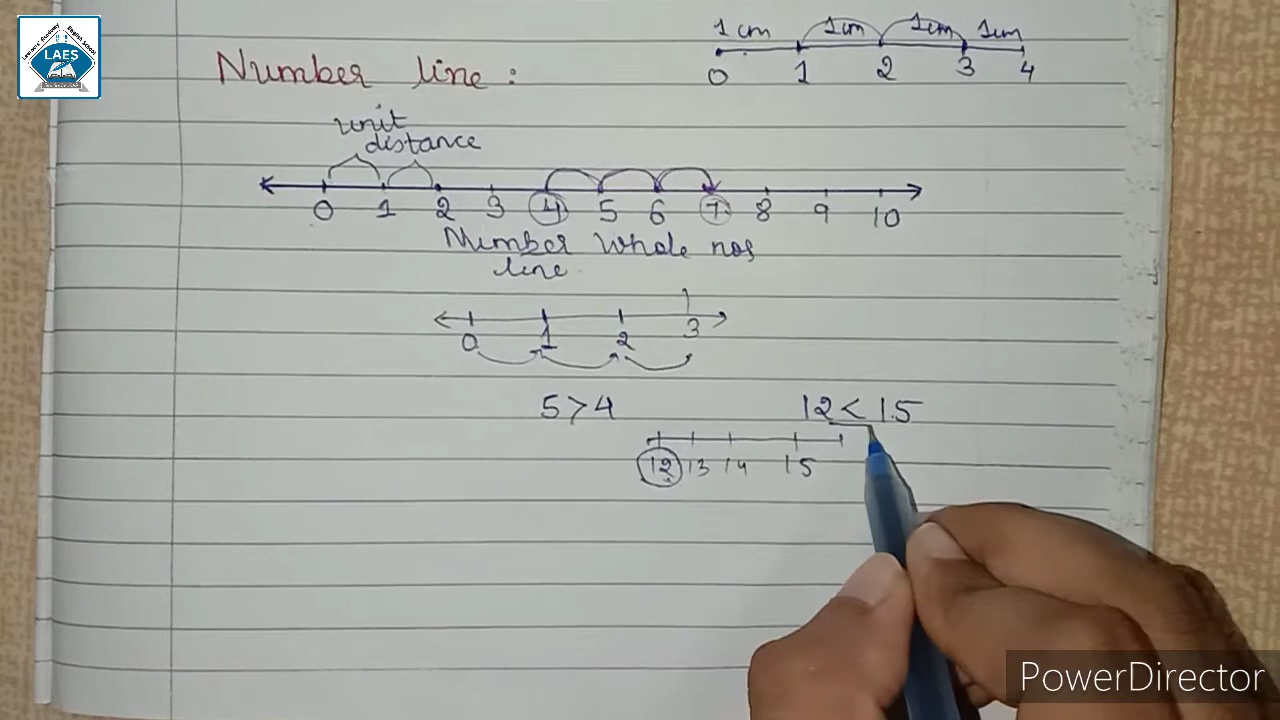 LAES
1 cm 1cm 1cm 1cm
0 1 2 3 4
Number line :
unit
distance
0 1 2 3 4 5 6 7 8 9 10
Number Whole nos
line
0 1 2 3
5 > 4 12 < 15
12 13 14 15
PowerDirector